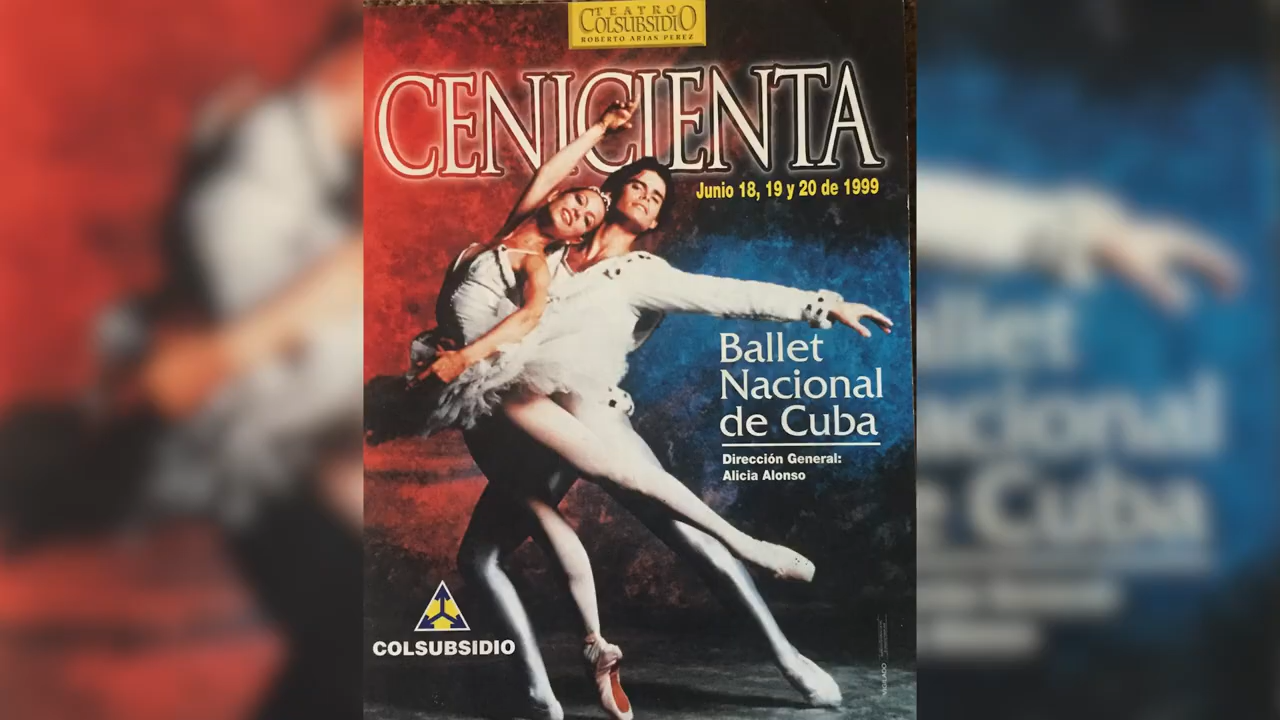 TEATRO
COLSUBSIDIO
ROBERTO ARIAS PEREZ
CENICIENTA
Junio 18, 19 y 20 de 1999
Ballet
Nacional
de Cuba
Dirección General:
Alicia Alonso
COLSUBSIDIO
VIGILADO